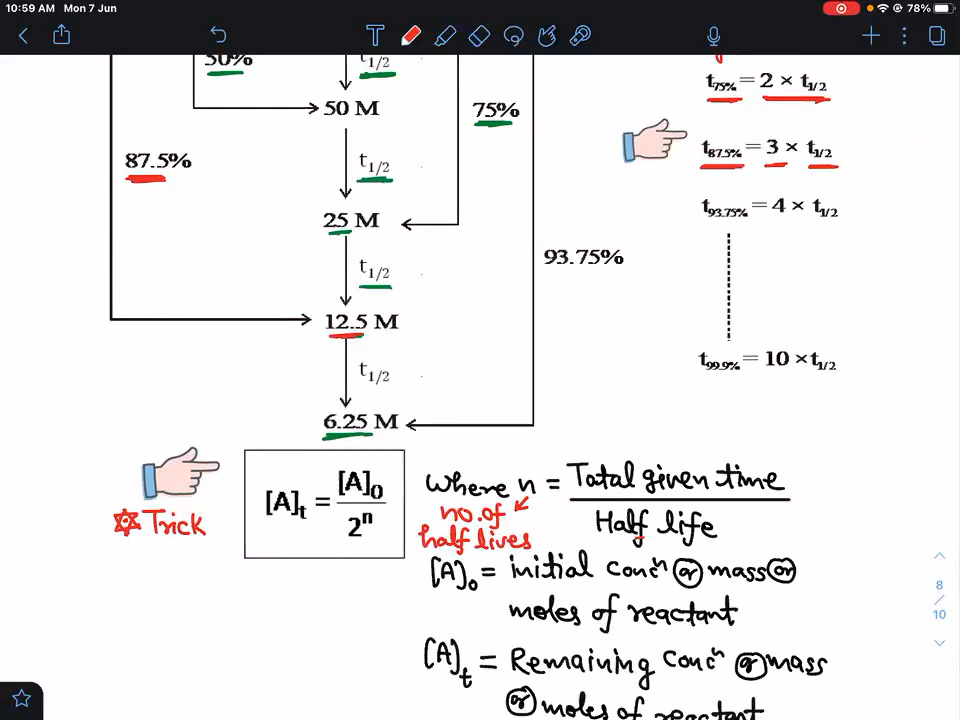 10:59 AM Mon 7 Jun
78%
50%
t1/2
50 M
75%
t75% = 2 × t1/2
87.5%
t1/2
t87.5% = 3 × t1/2
25 M
t93.75% = 4 × t1/2
t1/2
93.75%
12.5 M
t1/2
t99.9% = 10 × t1/2
6.25 M
Trick
[A]t = [A]0 / 2^n
Where n = Total given time / Half life
no. of
half lives
[A]0 = initial concn or mass or
moles of reactant
[A]t = Remaining concn or mass
or moles of reactant
8
/
10